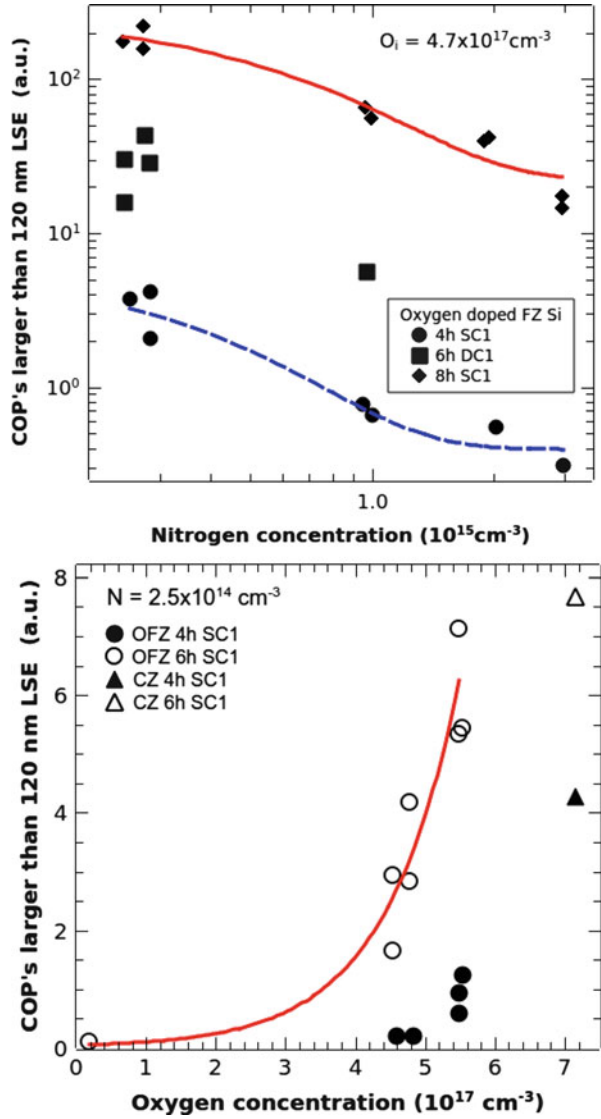 COP's larger than 120 nm LSE (a.u.)
10²
10¹
10⁰
Oᵢ = 4.7x10¹⁷cm⁻³
Oxygen doped FZ Si
4h SC1
6h DC1
8h SC1
1.0
Nitrogen concentration (10¹⁵cm⁻³)
COP's larger than 120 nm LSE (a.u.)
8
6
4
2
0
N = 2.5x10¹⁴ cm⁻³
OFZ 4h SC1
OFZ 6h SC1
CZ 4h SC1
CZ 6h SC1
0 1 2 3 4 5 6 7
Oxygen concentration (10¹⁷ cm⁻³)